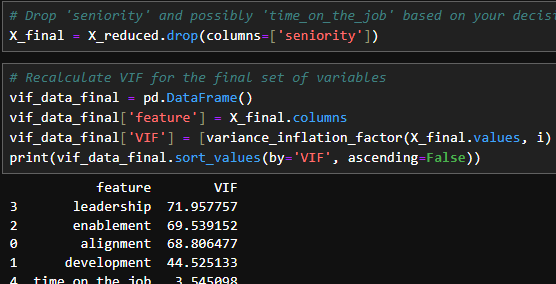 # Drop 'seniority' and possibly 'time_on_the_job' based on your decis
X_final = X_reduced.drop(columns=['seniority'])
# Recalculate VIF for the final set of variables
vif_data_final = pd.DataFrame()
vif_data_final['feature'] = X_final.columns
vif_data_final['VIF'] = [variance_inflation_factor(X_final.values, i)
print(vif_data_final.sort_values(by='VIF', ascending=False))
feature VIF
3 leadership 71.957757
2 enablement 69.539152
0 alignment 68.806477
1 development 44.525133
4 time_on_the_job 3.545098